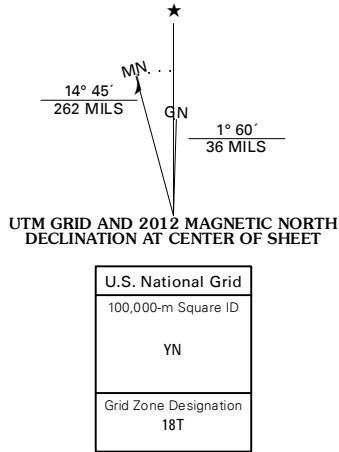 ★
MN
14° 45´
262 MILS
GN
1° 60´
36 MILS
UTM GRID AND 2012 MAGNETIC NORTH
DECLINATION AT CENTER OF SHEET
U.S. National Grid
100,000-m Square ID
YN
Grid Zone Designation
18T